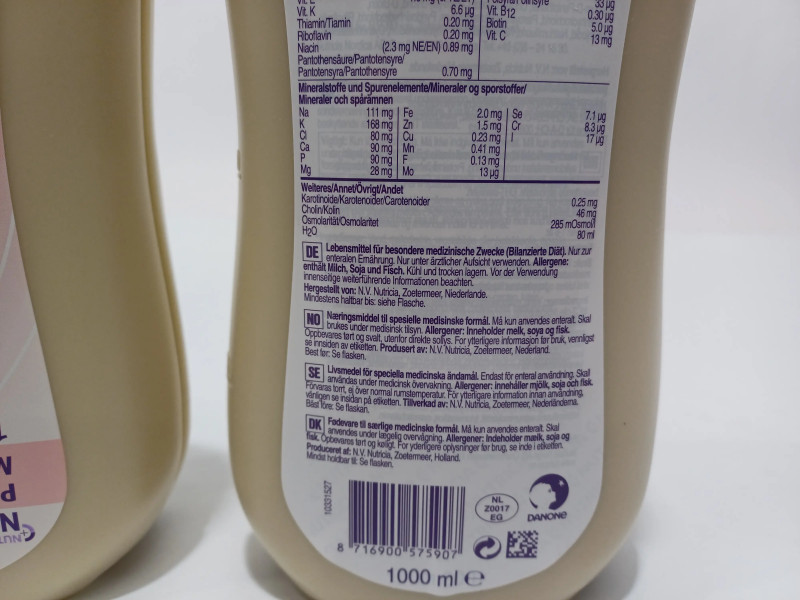 Vit. K 6.6 µg
Thiamin/Tiamin 0.20 mg
Riboflavin 0.20 mg
Niacin (2.3 mg NE/EN) 0.89 mg
Pantothensäure/Pantotensyre/
Pantotensyra/Pantothensyre 0.70 mg
33 µg
Vit. B12 0.30 µg
Biotin 5.0 µg
Vit. C 13 mg
Mineralstoffe und Spurenelemente/Mineraler og sporstoffer/
Mineraler och spårämnen
Na 111 mg
K 168 mg
Cl 80 mg
Ca 90 mg
P 90 mg
Mg 28 mg
Fe 2.0 mg
Zn 1.5 mg
Cu 0.23 mg
Mn 0.41 mg
F 0.13 mg
Mo 13 µg
Se 7.1 µg
Cr 8.3 µg
I 17 µg
Weiteres/Annet/Övrigt/Andet
Karotinoide/Karotenoider/Carotenoider 0.25 mg
Cholin/Kolin 46 mg
Osmolarität/Osmolaritet 285 mOsmol/l
H2O 80 ml
DE Lebensmittel für besondere medizinische Zwecke (Bilanzierte Diät). Nur zur
enteralen Ernährung. Nur unter ärztlicher Aufsicht verwenden. Allergene:
enthält Milch, Soja und Fisch. Kühl und trocken lagern. Vor der Verwendung
innenseitige weiterführende Informationen beachten.
Hergestellt von: N.V. Nutricia, Zoetermeer, Niederlande.
Mindestens haltbar bis: siehe Flasche.
NO Næringsmiddel til spesielle medisinske formål. Må kun anvendes enteralt. Skal
brukes under medisinsk tilsyn. Allergener: Inneholder melk, soya og fisk.
Oppbevares tørt og svalt, utenfor direkte sollys. For ytterligere informasjon før bruk, vennligst
se innsiden av etiketten. Produsert av: N.V. Nutricia, Zoetermeer, Nederland.
Best før: Se flasken.
SE Livsmedel för speciella medicinska ändamål. Endast för enteral användning. Skall
användas under medicinsk övervakning. Allergener: innehåller mjölk, soja och fisk.
Förvaras torrt, ej över normal rumstemperatur. För ytterligare information innan användning,
vänligen se insidan på etiketten. Tillverkad av: N.V. Nutricia, Zoetermeer, Nederländerna.
Bäst före: Se flaskan.
DK Fødevare til særlige medicinske formål. Må kun anvendes enteralt. Skal
anvendes under lægelig overvågning. Allergener: Indeholder mælk, soja og
fisk. Opbevares tørt og køligt. For yderligere oplysninger før brug, se inde i etiketten.
Produceret af: N.V. Nutricia, Zoetermeer, Holland.
Mindst holdbar til: Se flasken.
10331527
8 716900 575907
NL
Z0017
EG
DANONE
1000 ml e